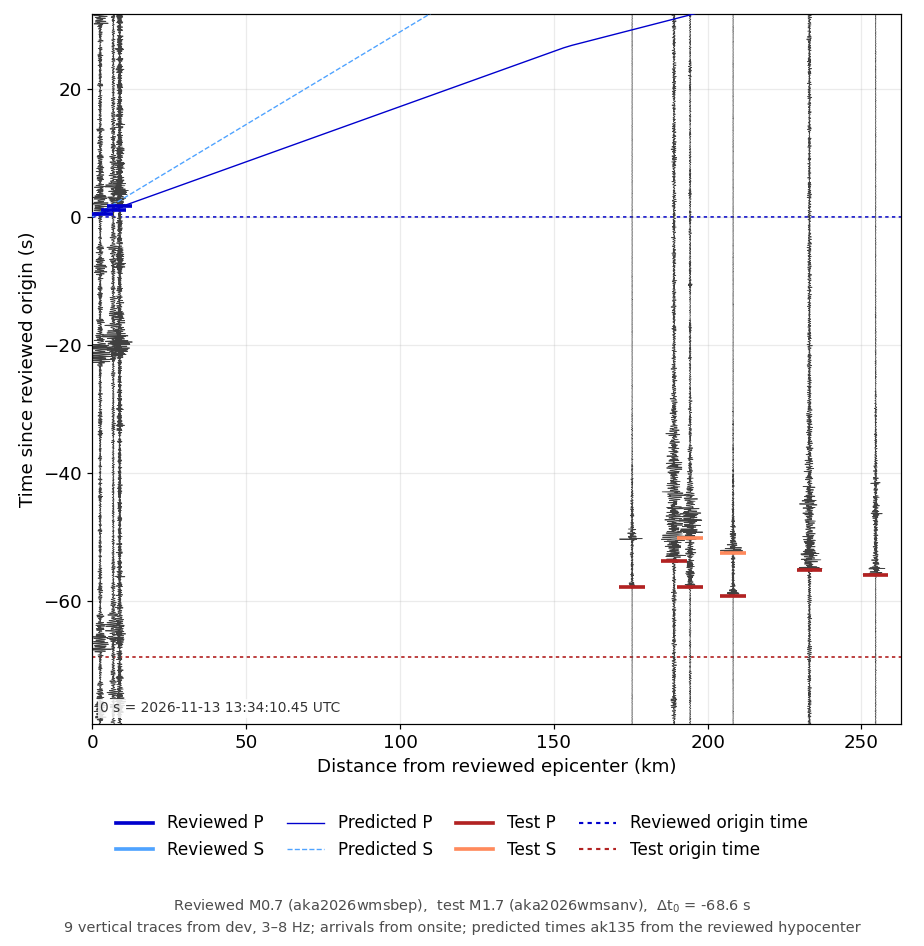 20
0
−20
−40
−60
Time since reviewed origin (s)
0 s = 2026-11-13 13:34:10.45 UTC
0 50 100 150 200 250
Distance from reviewed epicenter (km)
Reviewed P Predicted P Test P Reviewed origin time
Reviewed S Predicted S Test S Test origin time
Reviewed M0.7 (aka2026wmsbep), test M1.7 (aka2026wmsanv), Δt₀ = -68.6 s
9 vertical traces from dev, 3–8 Hz; arrivals from onsite; predicted times ak135 from the reviewed hypocenter